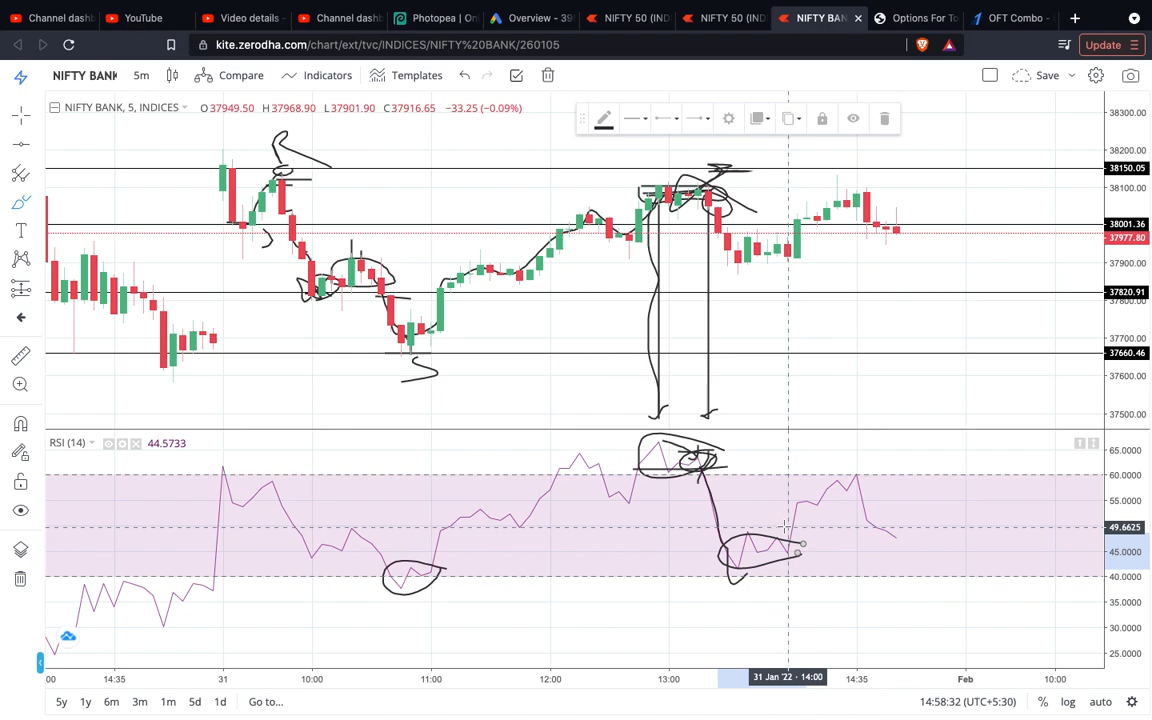 Channel dashb
YouTube
Video details -
Channel dashb
Photopea | On
Overview - 39
NIFTY 50 (IND
NIFTY 50 (IND
NIFTY BAN
Options For To
OFT Combo -
kite.zerodha.com/chart/ext/tvc/INDICES/NIFTY%20BANK/260105
Update
NIFTY BANK
5m
Compare
Indicators
Templates
Save
NIFTY BANK, 5, INDICES
O37949.50 H37968.90 L37901.90 C37916.65 −33.25 (−0.09%)
38300.00
38200.00
38150.05
38100.00
38001.36
37977.80
37900.00
37820.91
37800.00
37700.00
37660.46
37600.00
37500.00
RSI (14)
44.5733
65.0000
60.0000
55.0000
49.6625
45.0000
40.0000
35.0000
30.0000
25.0000
:00
14:35
31
10:00
11:00
12:00
13:00
31 Jan '22 · 14:00
14:35
Feb
10:00
5y
1y
6m
3m
1m
5d
1d
Go to...
14:58:32 (UTC+5:30)
%
log
auto